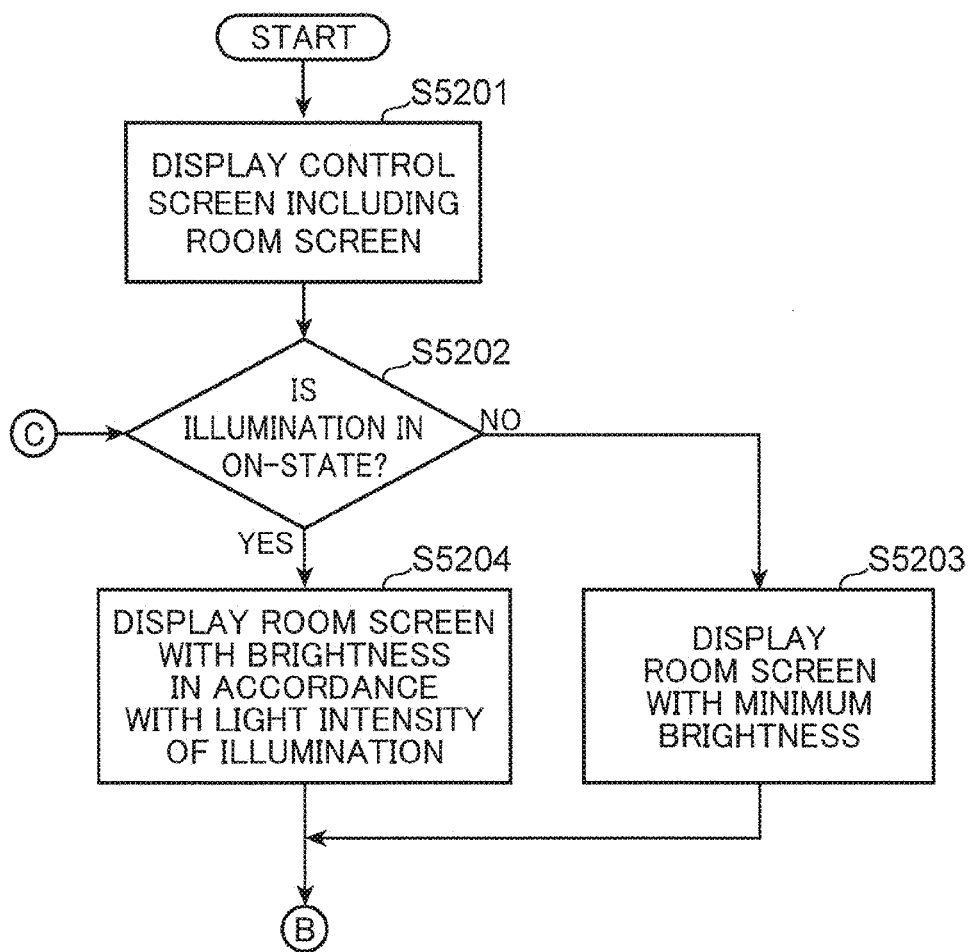 START
S5201
DISPLAY CONTROL
SCREEN INCLUDING
ROOM SCREEN
S5202
IS
ILLUMINATION IN
ON-STATE?
C
NO
YES
S5204
DISPLAY ROOM SCREEN
WITH BRIGHTNESS
IN ACCORDANCE
WITH LIGHT INTENSITY
OF ILLUMINATION
S5203
DISPLAY
ROOM SCREEN
WITH MINIMUM
BRIGHTNESS
B